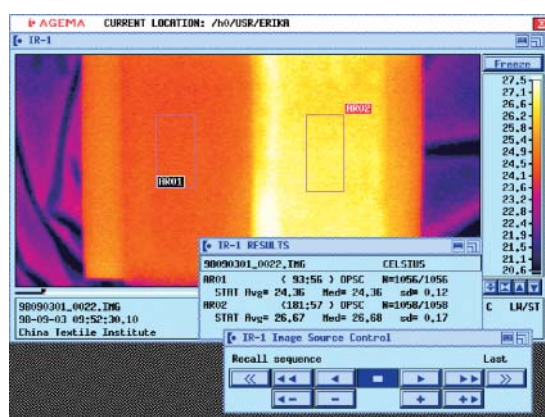 AGEMA CURRENT LOCATION: /h0/USR/ERIKA
IR-1
Freeze
27,5
27,1
26,6
26,2
25,8
25,4
24,9
24,5
24,1
23,6
23,2
22,8
22,4
21,9
21,5
21,1
20,6
AR02
AR01
IR-1 RESULTS
98090301_0022,IMG CELSIUS
AR01 ( 93;56 ) OPSC N=1056/1056
STAT Avg= 24,36 Med= 24,36 sd= 0,12
AR02 (181;57 ) OPSC N=1058/1058
STAT Avg= 26,67 Med= 26,68 sd= 0,17
C LW/ST
98090301_0022,IMG
98-09-03 09:52:30,10
China Textile Institute
IR-1 Image Source Control
Recall sequence Last